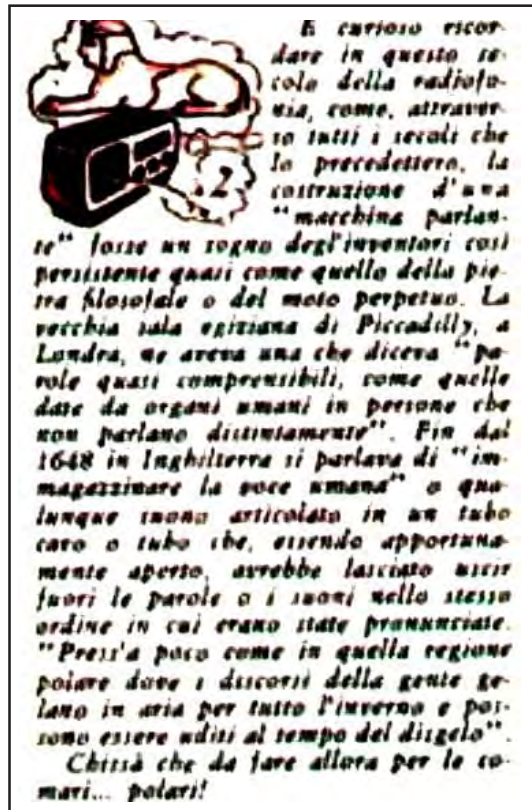 È curioso ricor-
dare in questo se-
colo della radiofo-
nia, come, attraver-
so tutti i secoli che
lo precedettero, la
costruzione d'una
"macchina parlan-
te" fosse un sogno degl'inventori così
persistente quasi come quello della pie-
tra filosofale o del moto perpetuo. La
vecchia sala egiziana di Piccadilly, a
Londra, ne aveva una che diceva "pa-
role quasi comprensibili, come quelle
date da organi umani in persone che
non parlano distintamente". Fin dal
1648 in Inghilterra si parlava di "im-
magazzinare la voce umana" o qua-
lunque suono articolato in un tubo
cavo o tubo che, essendo apportuna-
mente aperto, avrebbe lasciato uscir
fuori le parole o i suoni nello stesso
ordine in cui erano state pronunciate.
"Press'a poco come in quella regione
polare dove i discorsi della gente ge-
lano in aria per tutto l'inverno e pos-
sono essere uditi al tempo del disgelo".
Chissà che da fare allora per le co-
mari... polari!